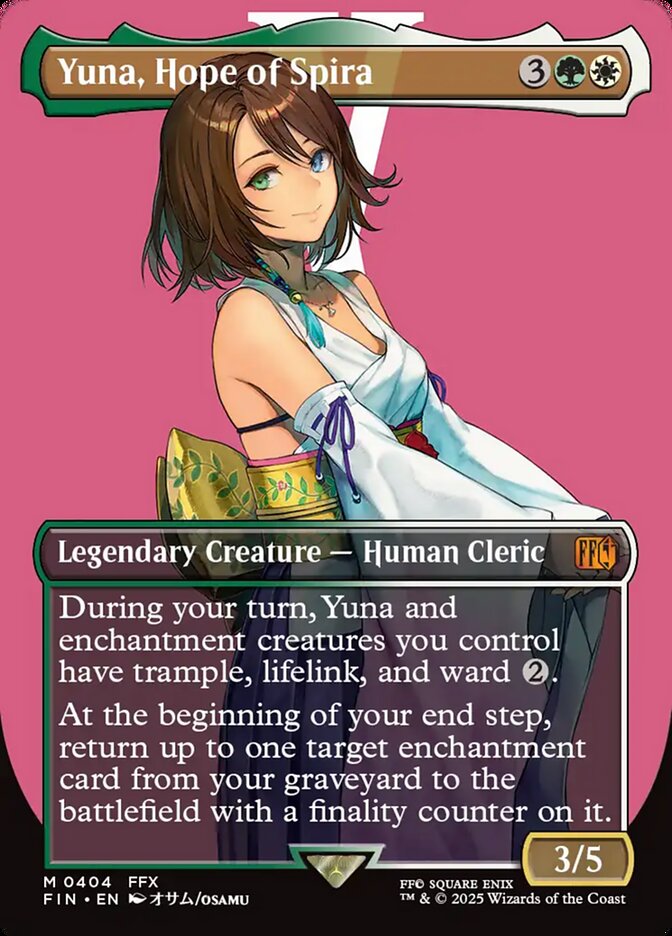 Yuna, Hope of Spira 3
Legendary Creature — Human Cleric FF
During your turn, Yuna and
enchantment creatures you control
have trample, lifelink, and ward 2.
At the beginning of your end step,
return up to one target enchantment
card from your graveyard to the
battlefield with a finality counter on it.
3/5
M 0404 FFX
FIN • EN オサム/OSAMU
FF© SQUARE ENIX
™ & © 2025 Wizards of the Coast